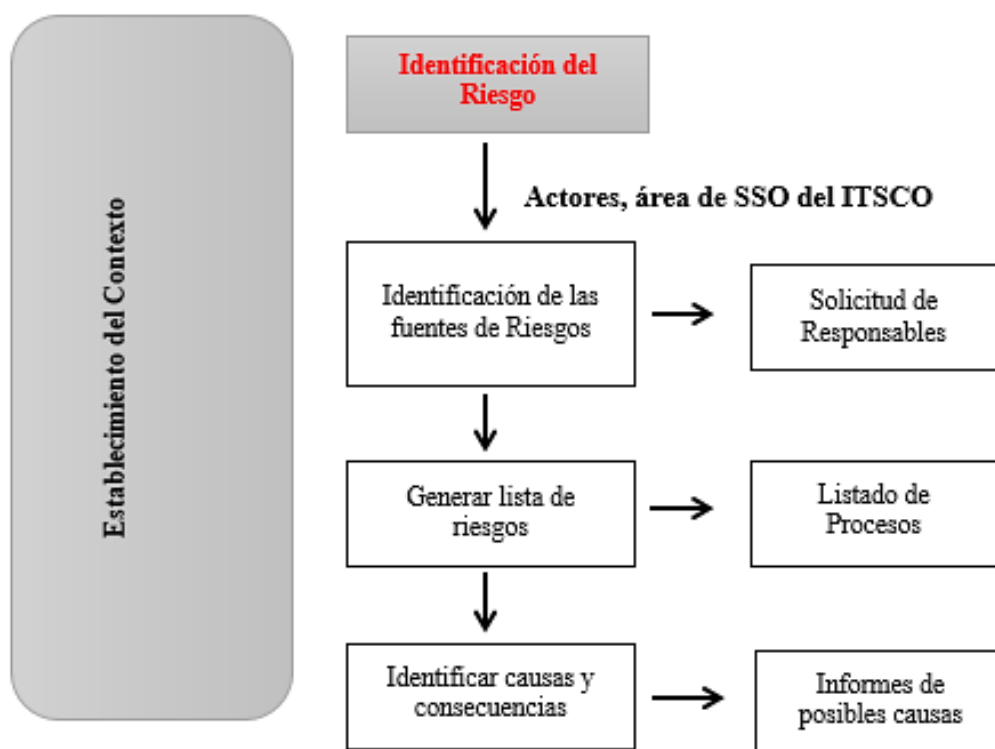 Establecimiento del Contexto
Identificación del
Riesgo
Actores, área de SSO del ITSCO
Identificación de las
fuentes de Riesgos
Solicitud de
Responsables
Generar lista de
riesgos
Listado de
Procesos
Identificar causas y
consecuencias
Informes de
posibles causas